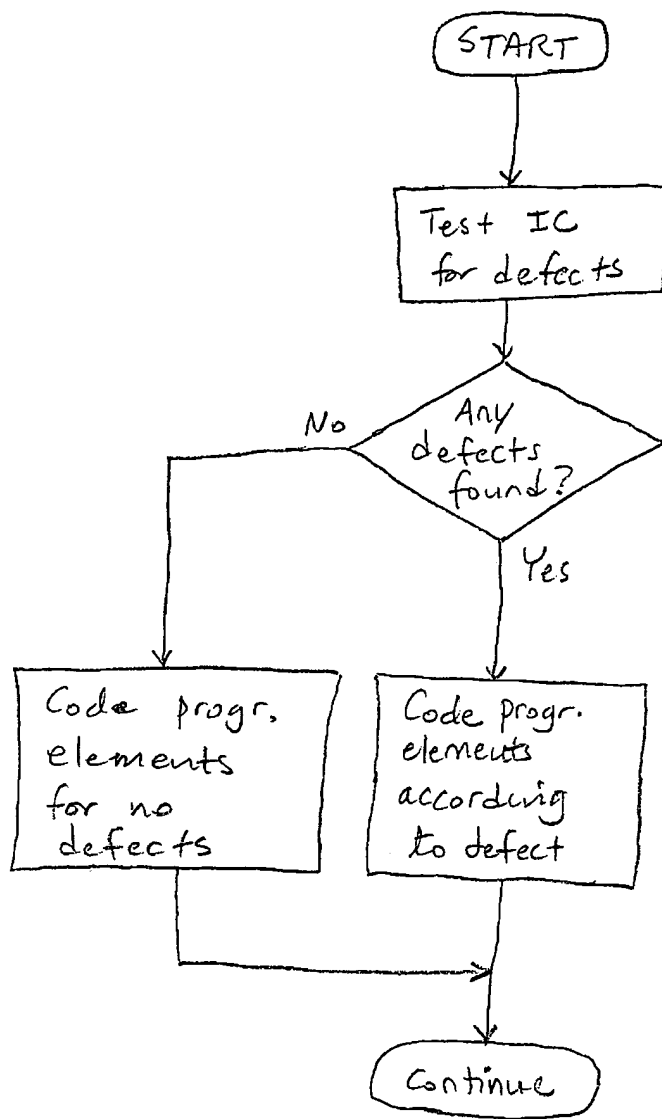 START
Test IC
for defects
Any
defects
found?
No
Yes
Code progr.
elements
for no
defects
Code progr.
elements
according
to defect
Continue